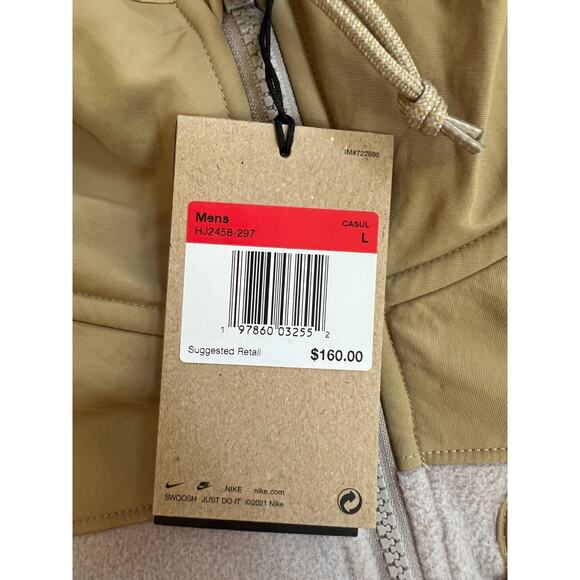 IM#722695
Mens CASUL
HJ2458-297 L
1 97860 03255 2
Suggested Retail $160.00
NIKE nike.com
SWOOSH JUST DO IT ©2021 Nike